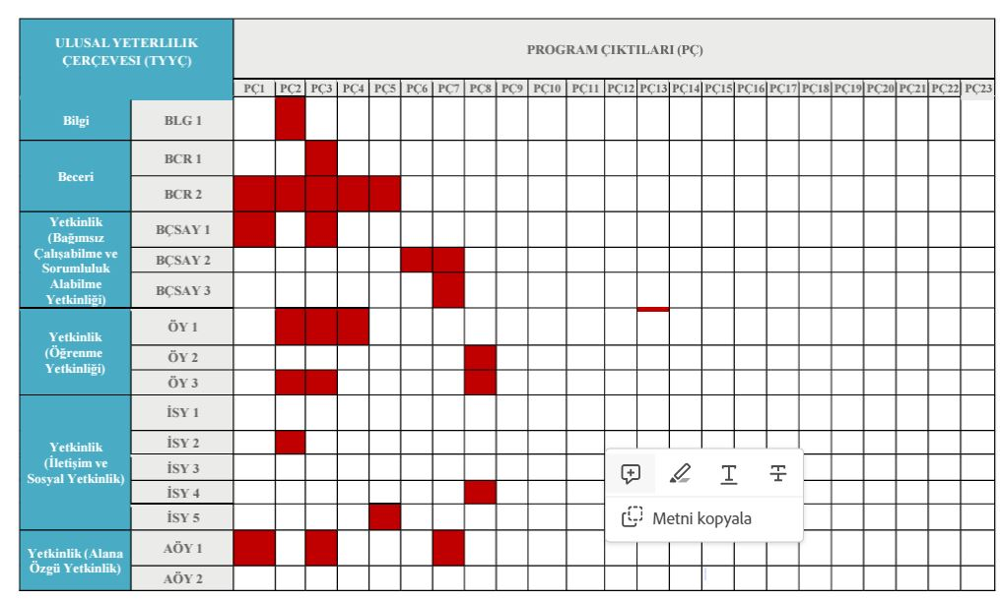 ULUSAL YETERLILIK
ÇERÇEVESI (TYYÇ)
PROGRAM ÇIKTILARI (PÇ)
PÇ1 PÇ2 PÇ3 PÇ4 PÇ5 PÇ6 PÇ7 PÇ8 PÇ9 PÇ10 PÇ11 PÇ12 PÇ13 PÇ14 PÇ15 PÇ16 PÇ17 PÇ18 PÇ19 PÇ20 PÇ21 PÇ22 PÇ23
Bilgi
BLG 1
Beceri
BCR 1
BCR 2
Yetkinlik
(Bağımsız
Çalışabilme ve
Sorumluluk
Alabilme
Yetkinliği)
BÇSAY 1
BÇSAY 2
BÇSAY 3
Yetkinlik
(Öğrenme
Yetkinliği)
ÖY 1
ÖY 2
ÖY 3
Yetkinlik
(İletişim ve
Sosyal Yetkinlik)
İSY 1
İSY 2
İSY 3
İSY 4
İSY 5
Metni kopyala
Yetkinlik (Alana
Özgü Yetkinlik)
AÖY 1
AÖY 2